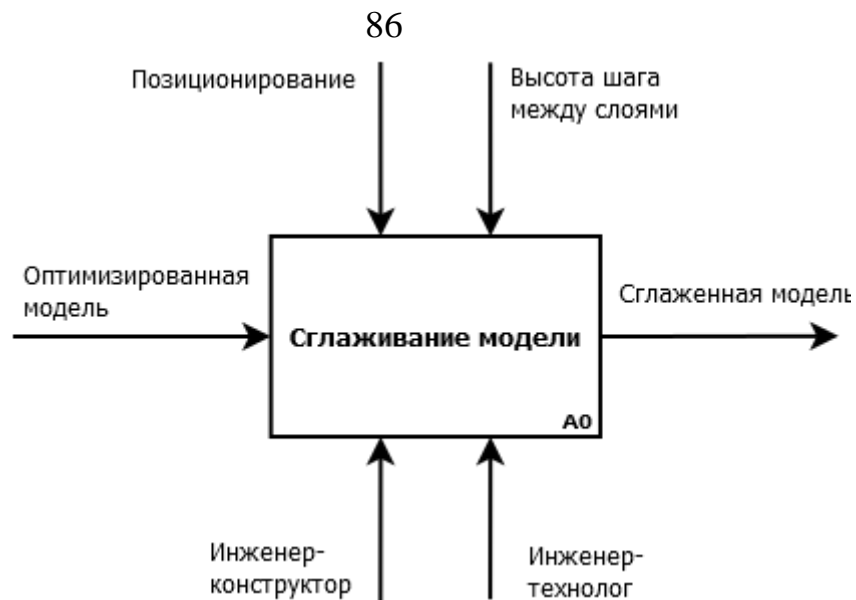 86
Позиционирование
Высота шага
между слоями
Оптимизированная
модель
Сглаженная модель
Сглаживание модели
A0
Инженер-
конструктор
Инженер-
технолог